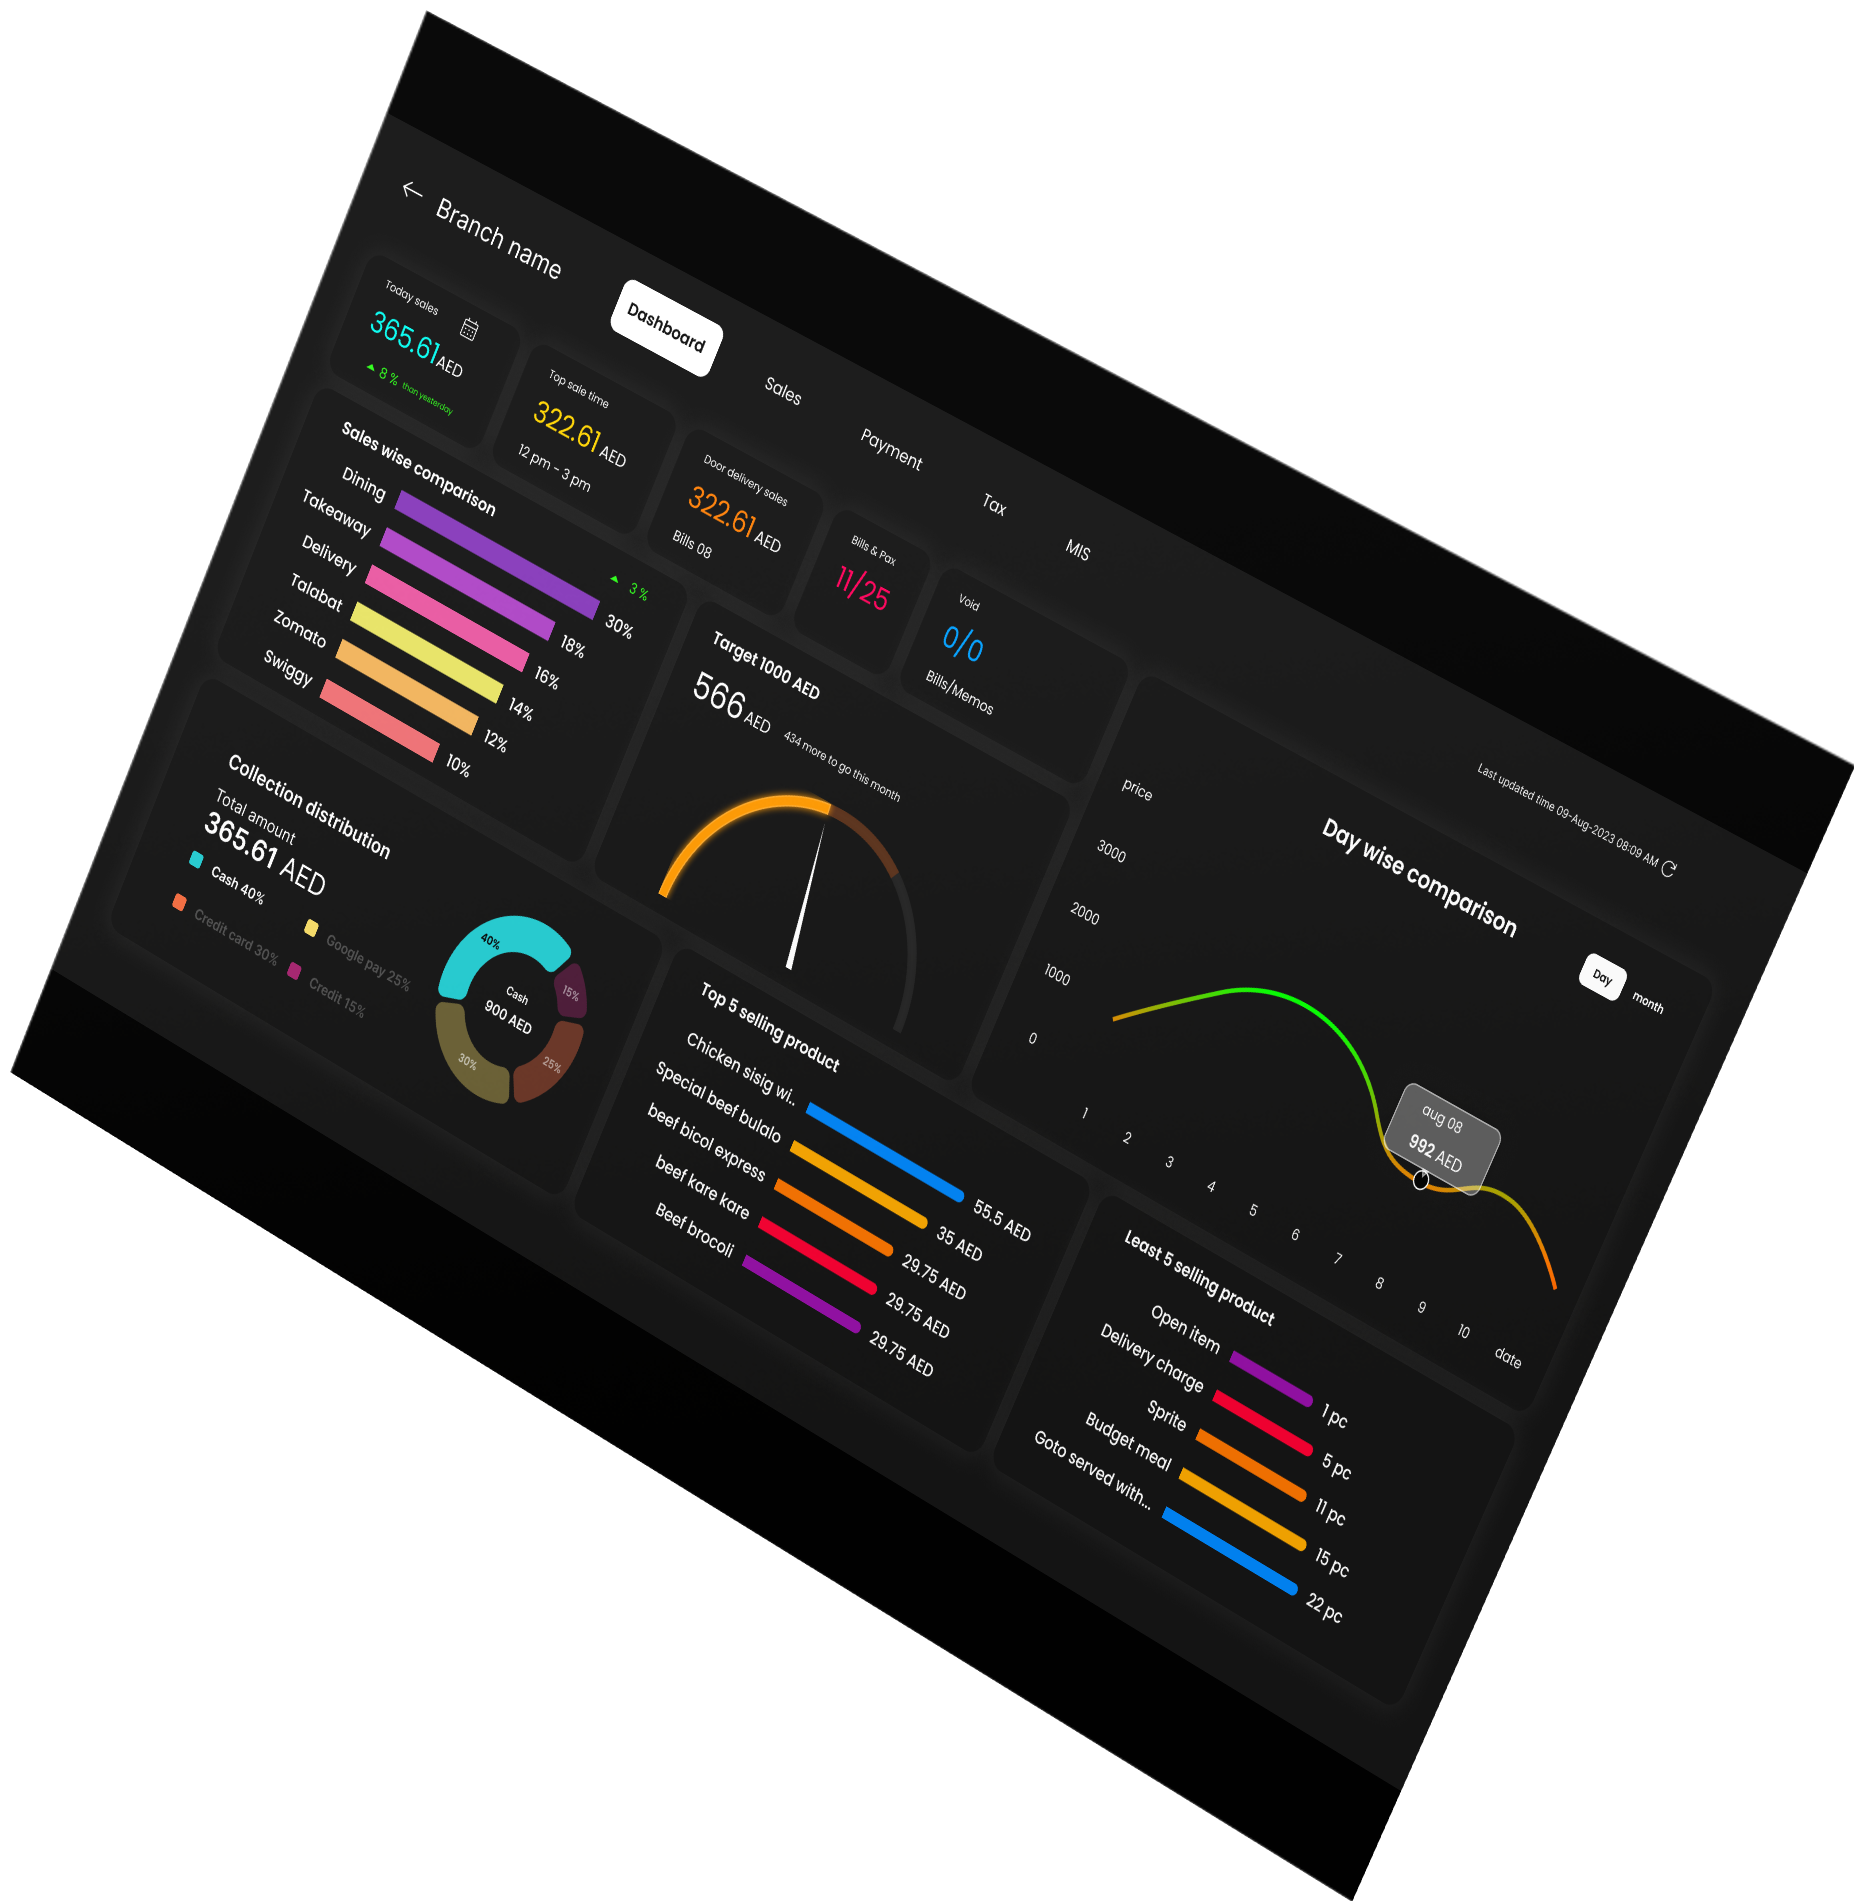 Branch name
Dashboard
Sales
Payment
Tax
MIS
Last updated time 09-Aug-2023 08:09 AM
Today sales
365.61 AED
8 % than yesterday
Top sale time
322.61 AED
12 pm - 3 pm
Door delivery sales
322.61 AED
Bills 08
Bills & Pax
11/25
Void
0/0
Bills/Memos
Sales wise comparison
3 %
Dining
30%
Takeaway
18%
Delivery
16%
Talabat
14%
Zomato
12%
Swiggy
10%
Target 1000 AED
566 AED
434 more to go this month
Day wise comparison
Day
month
price
3000
2000
1000
0
1
2
3
4
5
6
7
8
9
10
date
aug 08
992 AED
Collection distribution
Total amount
365.61 AED
Cash 40%
Google pay 25%
Credit card 30%
Credit 15%
40%
15%
25%
30%
Cash
900 AED
Top 5 selling product
Chicken sisig wi..
55.5 AED
Special beef bulalo
35 AED
beef bicol express
29.75 AED
beef kare kare
29.75 AED
Beef brocoli
29.75 AED
Least 5 selling product
Open item
1 pc
Delivery charge
5 pc
Sprite
11 pc
Budget meal
15 pc
Goto served with...
22 pc